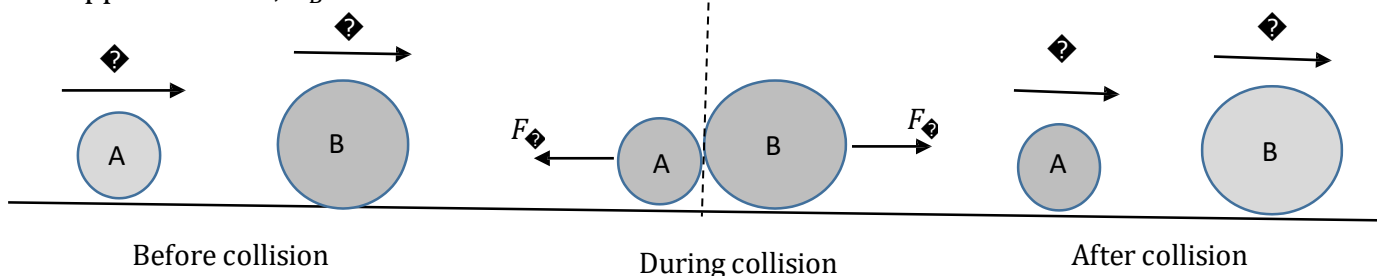 � � � �
A B F� A B F� A B
Before collision During collision After collision